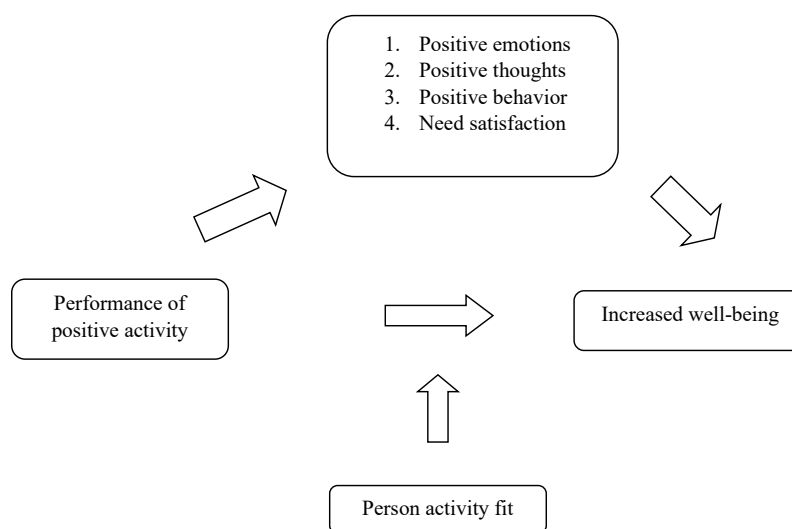 1. Positive emotions
2. Positive thoughts
3. Positive behavior
4. Need satisfaction
Performance of
positive activity
Increased well-being
Person activity fit